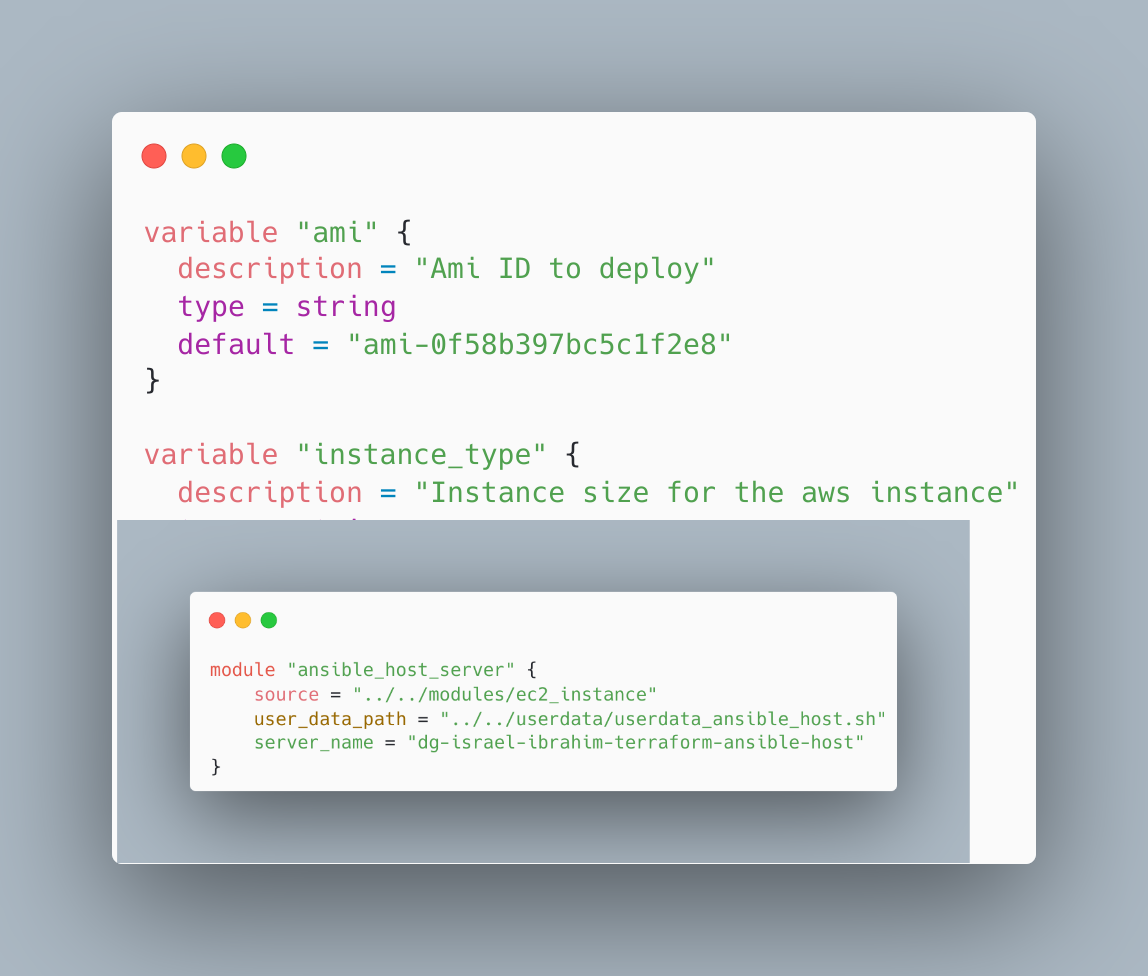 variable "ami" {
  description = "Ami ID to deploy"
  type = string
  default = "ami-0f58b397bc5c1f2e8"
}
variable "instance_type" {
  description = "Instance size for the aws instance"
module "ansible_host_server" {
    source = "../../modules/ec2_instance"
    user_data_path = "../../userdata/userdata_ansible_host.sh"
    server_name = "dg-israel-ibrahim-terraform-ansible-host"
}